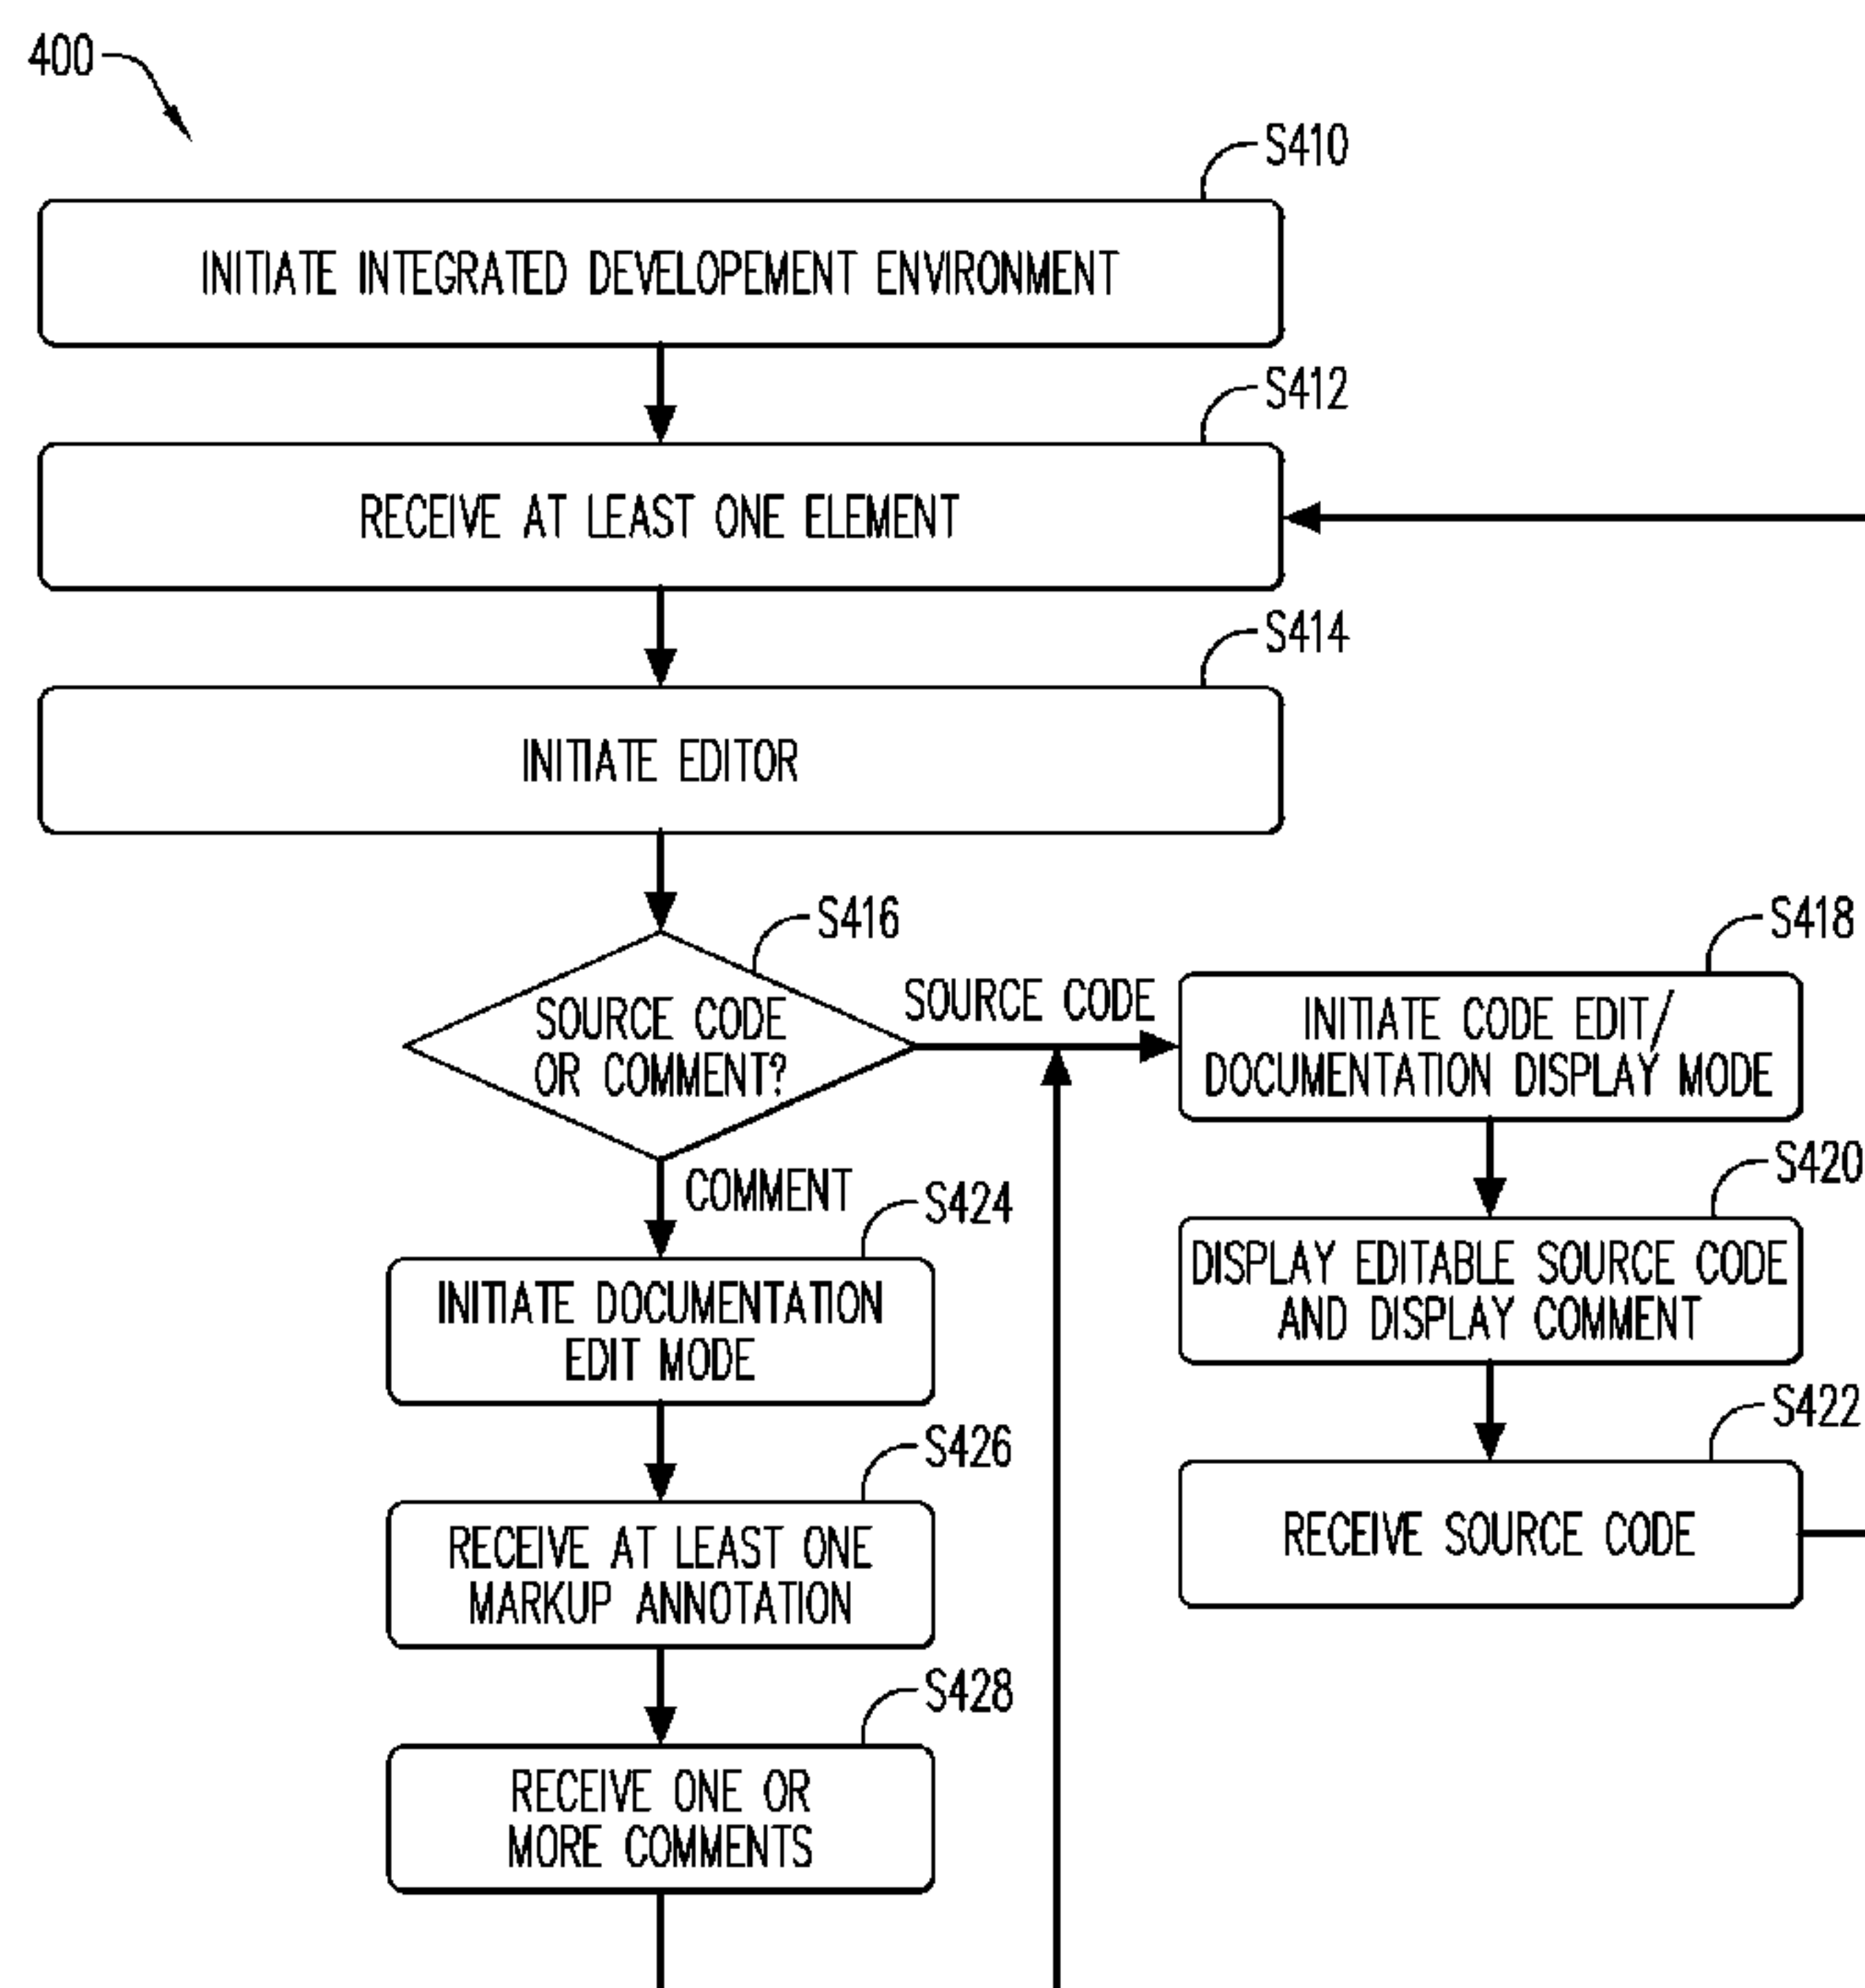 400
S410
INITIATE INTEGRATED DEVELOPEMENT ENVIRONMENT
S412
RECEIVE AT LEAST ONE ELEMENT
S414
INITIATE EDITOR
S416
SOURCE CODE
OR COMMENT?
SOURCE CODE
COMMENT
S418
INITIATE CODE EDIT/
DOCUMENTATION DISPLAY MODE
S420
DISPLAY EDITABLE SOURCE CODE
AND DISPLAY COMMENT
S422
RECEIVE SOURCE CODE
S424
INITIATE DOCUMENTATION
EDIT MODE
S426
RECEIVE AT LEAST ONE
MARKUP ANNOTATION
S428
RECEIVE ONE OR
MORE COMMENTS